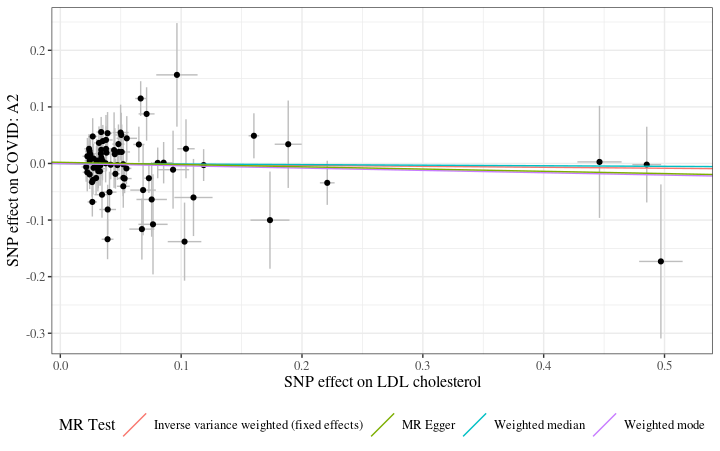 SNP effect on COVID: A2
0.2
0.1
0.0
-0.1
-0.2
-0.3
0.0 0.1 0.2 0.3 0.4 0.5
SNP effect on LDL cholesterol
MR Test Inverse variance weighted (fixed effects) MR Egger Weighted median Weighted mode